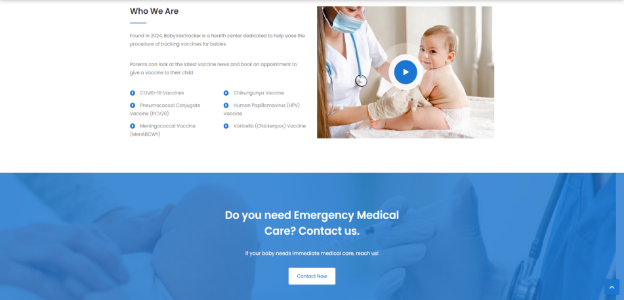 Who We Are
Found in 2024, BabyVaxTracker is a health center dedicated to help ease the
procedure of tracking vaccines for babies.
Parents can look at the latest vaccine news and book an appointment to
give a vaccine to their child.
COVID-19 Vaccines
Chikungunya Vaccine
Pneumococcal Conjugate
Vaccine (PCV20)
Human Papillomavirus (HPV)
Vaccine
Meningococcal Vaccine
(MenABCWY)
Varicella (Chickenpox) Vaccine
Do you need Emergency Medical
Care? Contact us.
If your baby needs immediate medical care, reach us!
Contact Now